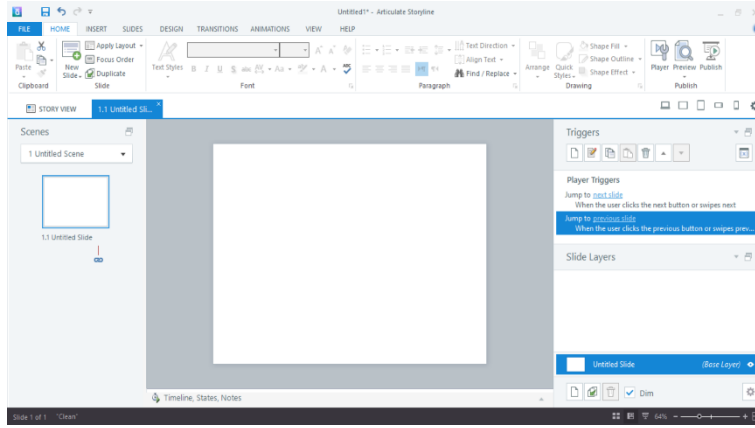 Untitled1* - Articulate Storyline
FILE HOME INSERT SLIDES DESIGN TRANSITIONS ANIMATIONS VIEW HELP
Paste
Clipboard
New Slide
Apply Layout
Focus Order
Duplicate
Slide
Text Styles
B I U S abc AV Aa A
Font
Text Direction
Align Text
Find / Replace
Paragraph
Arrange
Quick Styles
Shape Fill
Shape Outline
Shape Effect
Drawing
Player Preview Publish
Publish
STORY VIEW
1.1 Untitled Sli...
Scenes
1 Untitled Scene
1.1 Untitled Slide
Triggers
Player Triggers
Jump to next slide
When the user clicks the next button or swipes next
Jump to previous slide
When the user clicks the previous button or swipes prev...
Slide Layers
Untitled Slide (Base Layer)
Dim
Timeline, States, Notes
Slide 1 of 1 "Clean" 64%